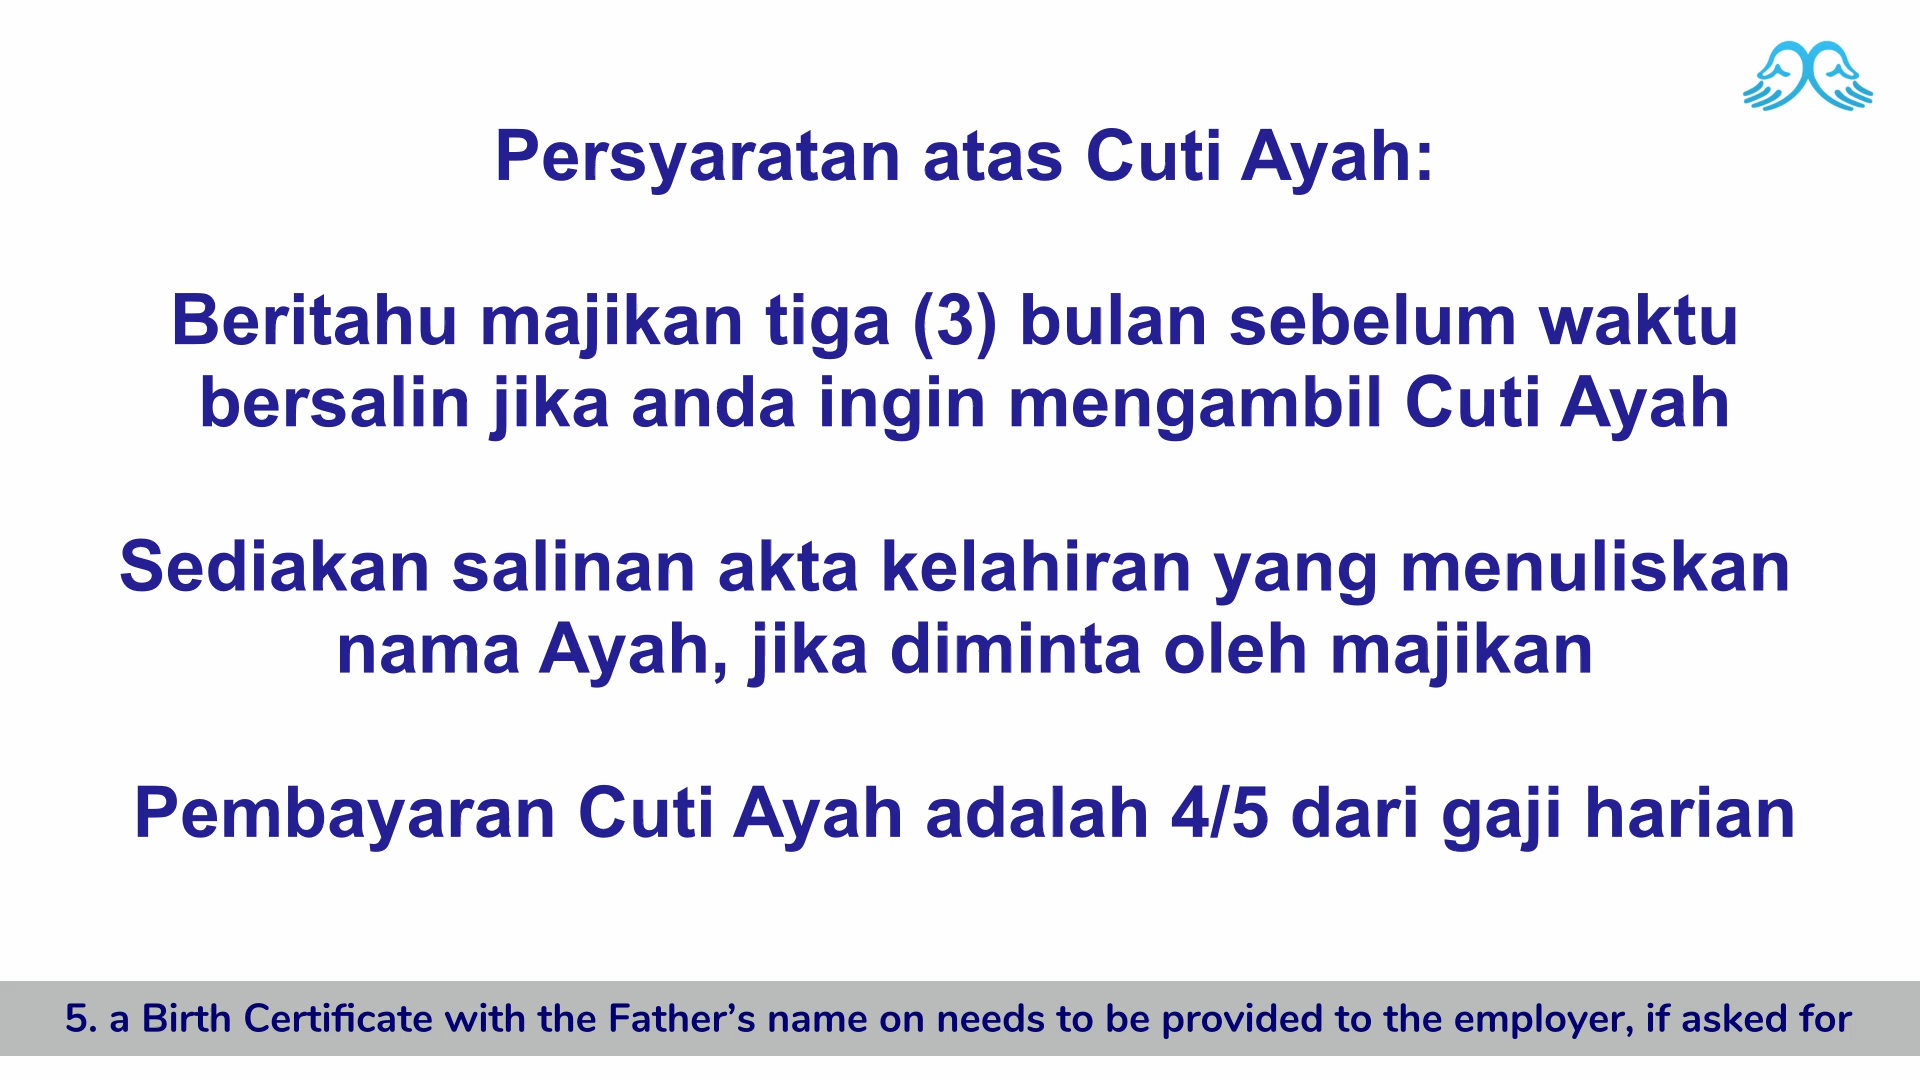 Persyaratan atas Cuti Ayah:
Beritahu majikan tiga (3) bulan sebelum waktu
bersalin jika anda ingin mengambil Cuti Ayah
Sediakan salinan akta kelahiran yang menuliskan
nama Ayah, jika diminta oleh majikan
Pembayaran Cuti Ayah adalah 4/5 dari gaji harian
5. a Birth Certificate with the Father’s name on needs to be provided to the employer, if asked for